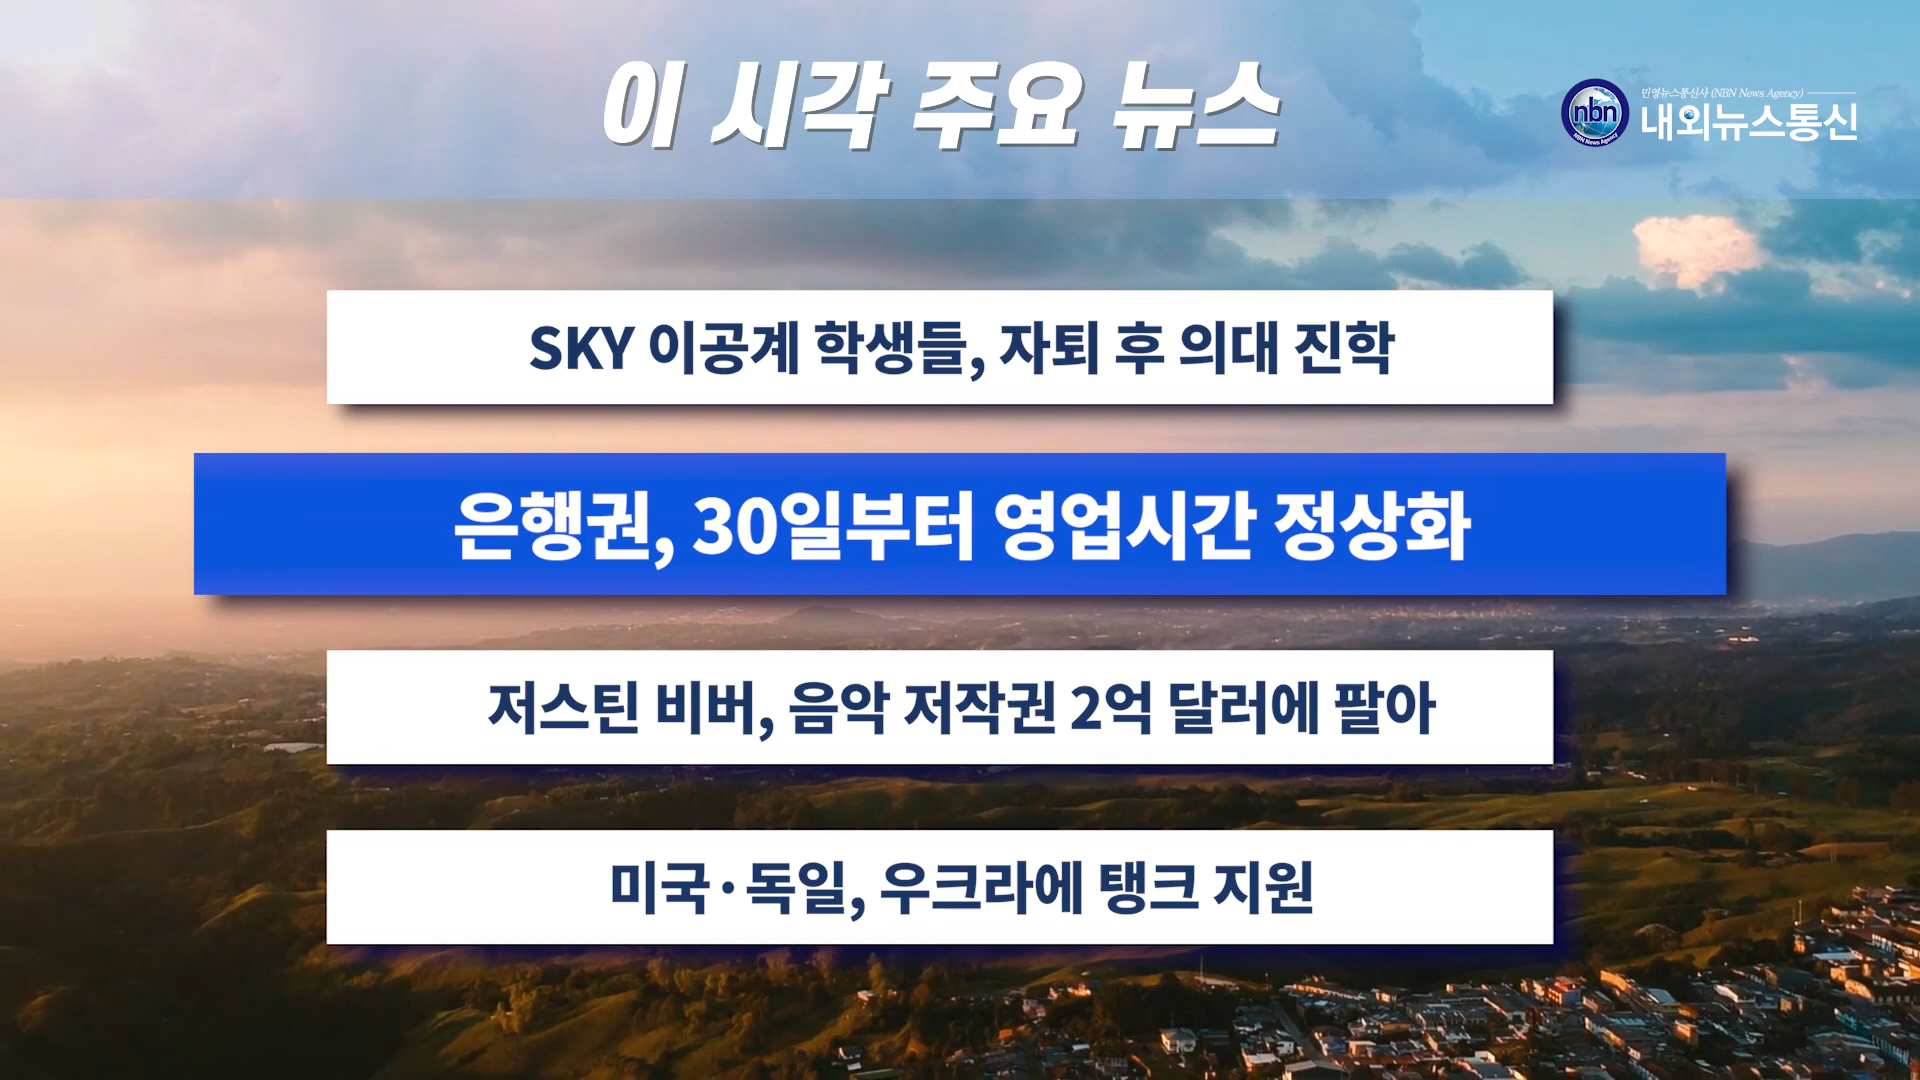 이 시각 주요 뉴스
민영뉴스통신사 (NBN News Agency)
nbn
NBN News Agency
내외뉴스통신
SKY 이공계 학생들, 자퇴 후 의대 진학
은행권, 30일부터 영업시간 정상화
저스틴 비버, 음악 저작권 2억 달러에 팔아
미국·독일, 우크라에 탱크 지원